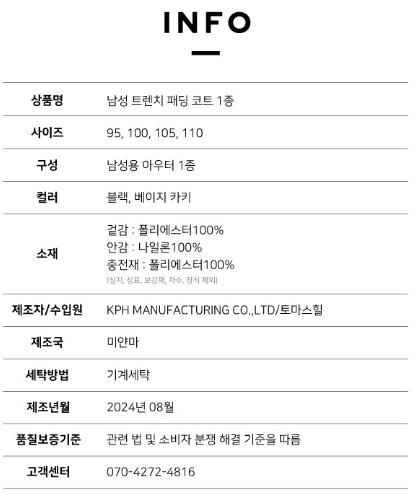 INFO
상품명 남성 트렌치 패딩 코트 1종
사이즈 95, 100, 105, 110
구성 남성용 아우터 1종
컬러 블랙, 베이지 카키
소재 겉감 : 폴리에스터100%
안감 : 나일론100%
충전재 : 폴리에스터100%
(심지, 상표, 보강재, 자수, 장식 제외)
제조자/수입원 KPH MANUFACTURING CO.,LTD/토마스힐
제조국 미얀마
세탁방법 기계세탁
제조년월 2024년 08월
품질보증기준 관련 법 및 소비자 분쟁 해결 기준을 따름
고객센터 070-4272-4816